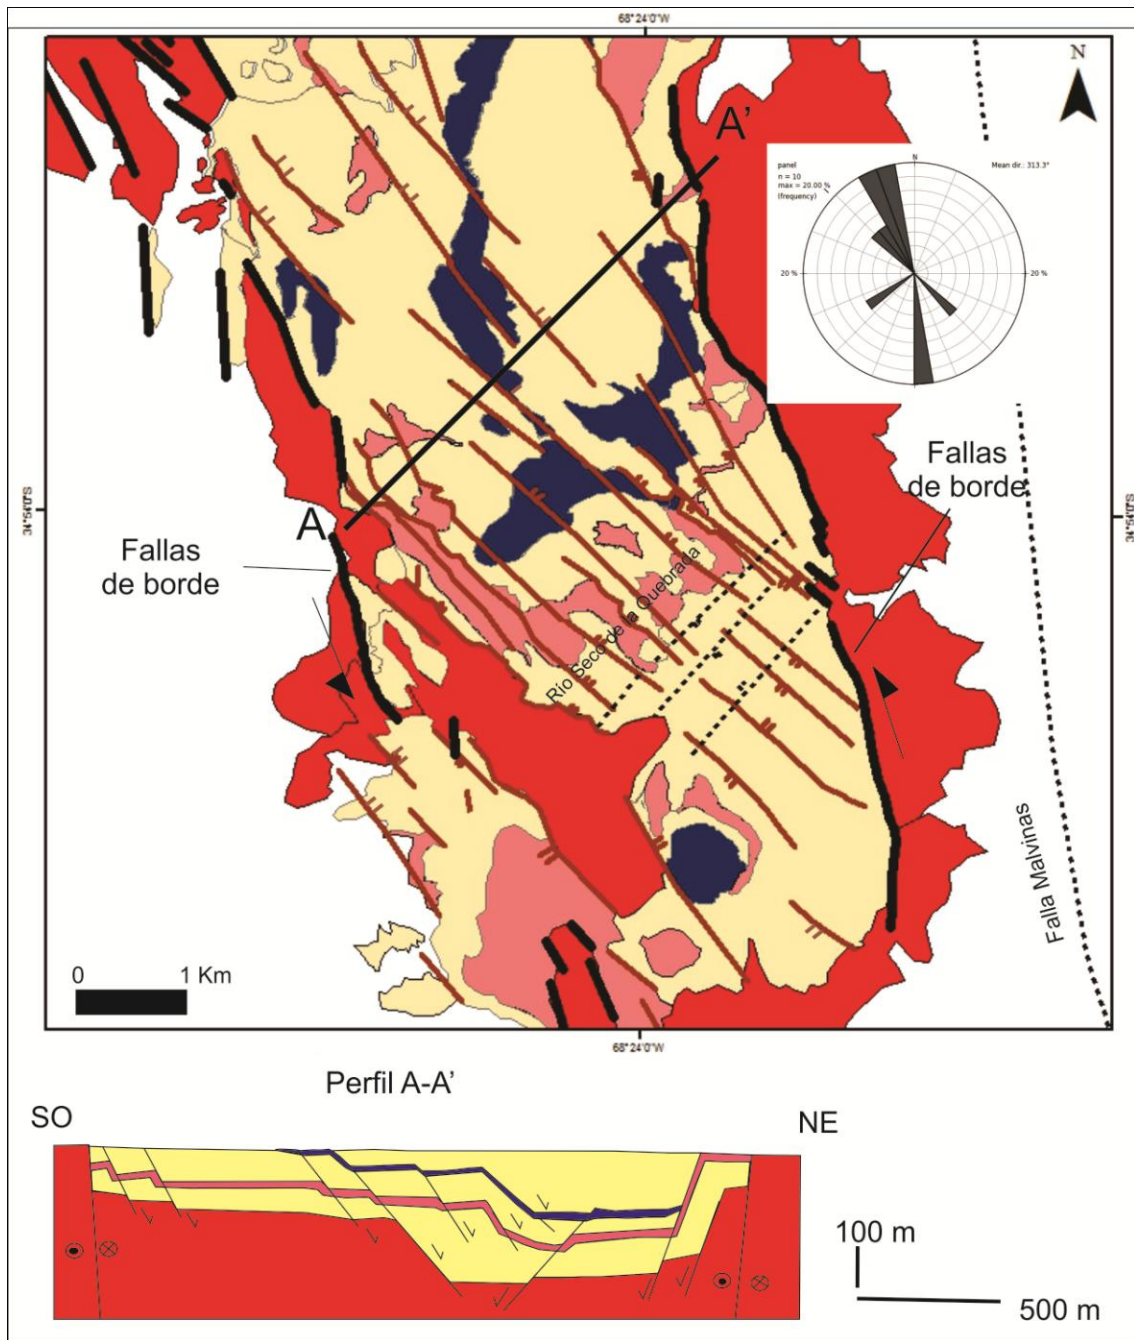 68°24'0"W
N
A'
panel
n = 10
max = 20.00 %
(frequency)
N
Mean dir.: 313.3°
20 %
20 %
34°54'0"S
34°54'0"S
Fallas
de borde
A
Fallas
de borde
Río Seco de la Quebrada
Falla Malvinas
0 1 Km
68°24'0"W
Perfil A-A'
SO
NE
100 m
500 m